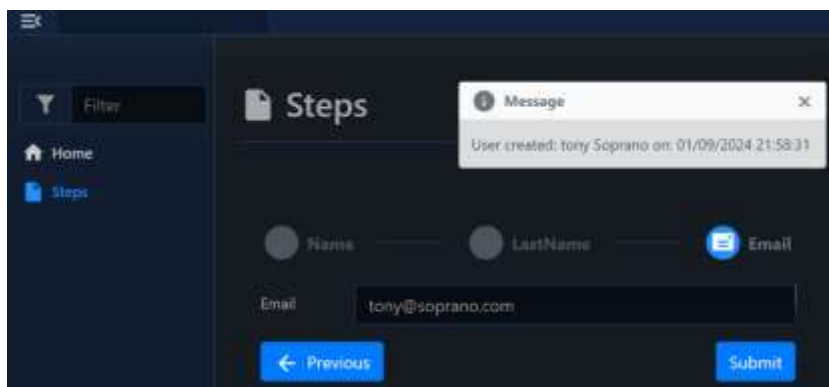 Filter
Home
Steps
Steps
Message
User created: tony Soprano on: 01/09/2024 21:58:31
Name
LastName
Email
Email
tony@soprano.com
Previous
Submit